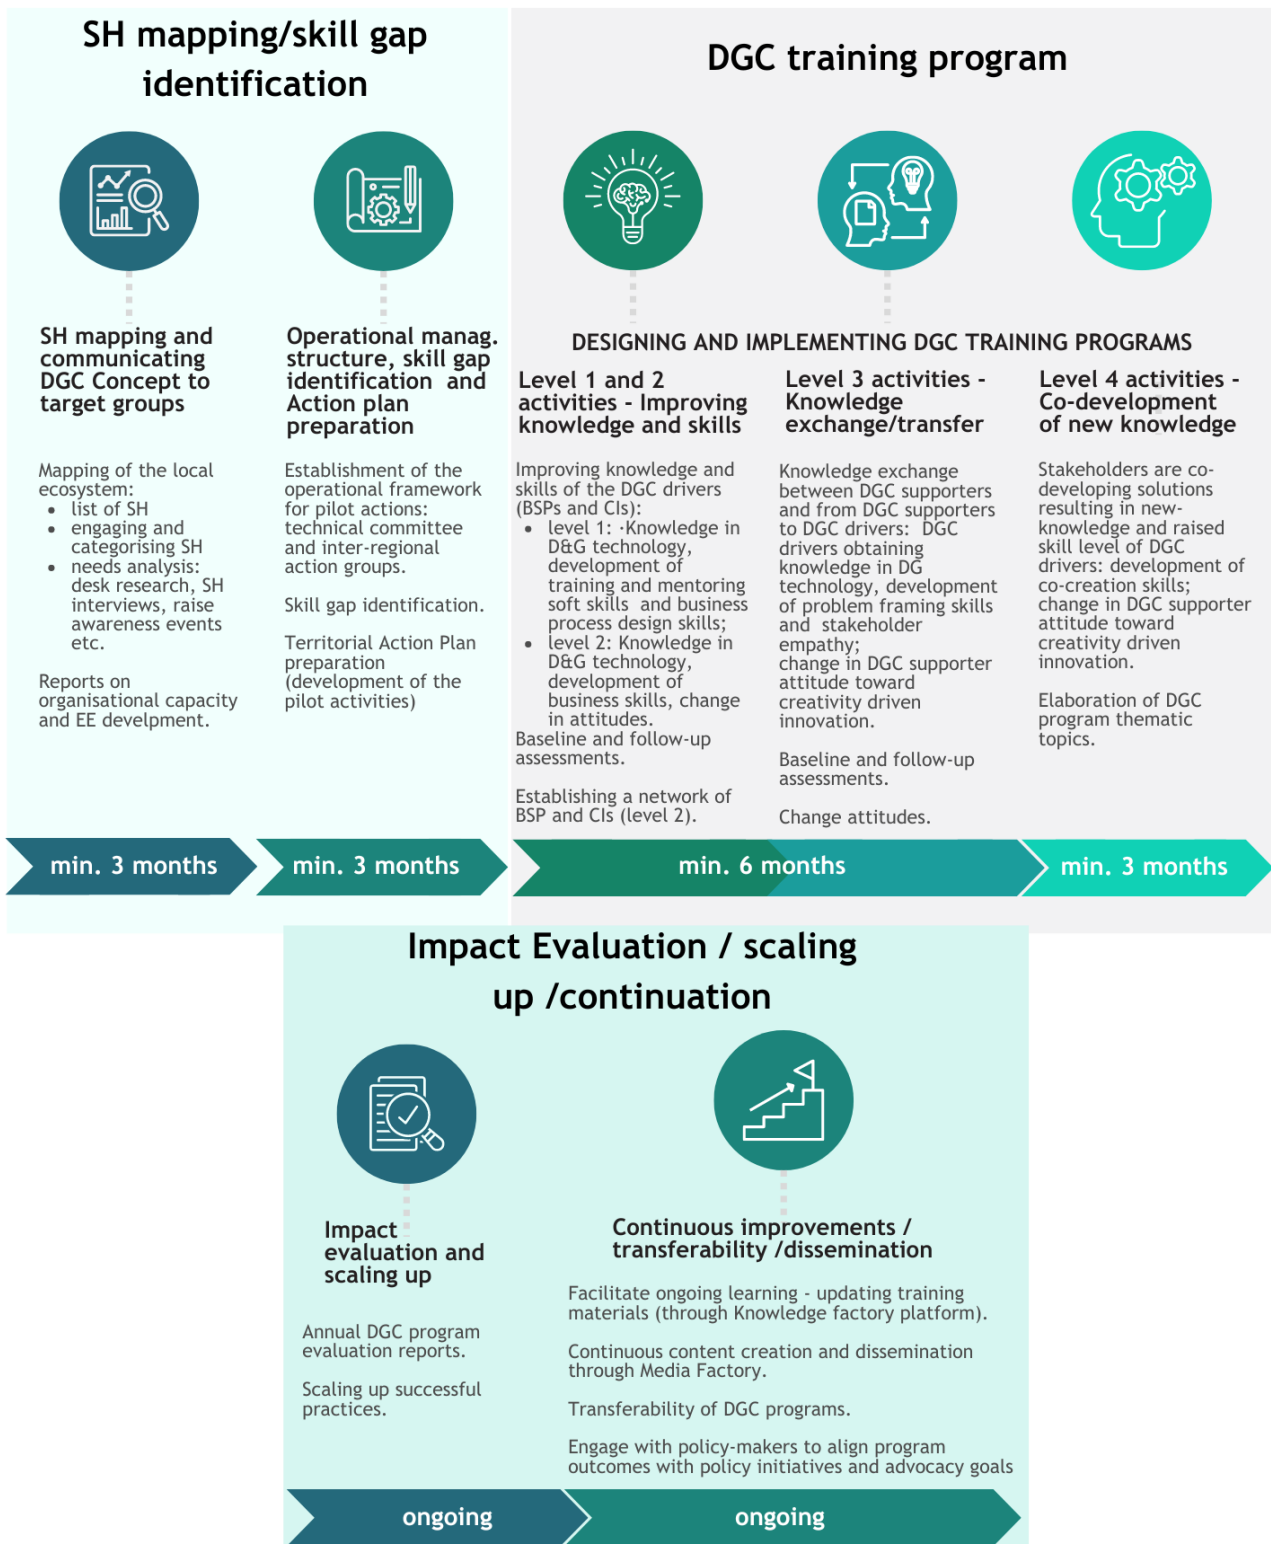 SH mapping/skill gap
identification
SH mapping and
communicating
DGC Concept to
target groups
Mapping of the local
ecosystem:
• list of SH
• engaging and
categorising SH
• needs analysis:
desk research, SH
interviews, raise
awareness events
etc.
Reports on
organisational capacity
and EE develpment.
min. 3 months
Operational manag.
structure, skill gap
identification and
Action plan
preparation
Establishment of the
operational framework
for pilot actions:
technical committee
and inter-regional
action groups.
Skill gap identification.
Territorial Action Plan
preparation
(development of the
pilot activities)
min. 3 months
DGC training program
DESIGNING AND IMPLEMENTING DGC TRAINING PROGRAMS
Level 1 and 2
activities - Improving
knowledge and skills
Improving knowledge and
skills of the DGC drivers
(BSPs and CIs):
• level 1: ·Knowledge in
D&G technology,
development of
training and mentoring
soft skills and business
process design skills;
• level 2: Knowledge in
D&G technology,
development of
business skills, change
in attitudes.
Baseline and follow-up
assessments.
Establishing a network of
BSP and CIs (level 2).
Level 3 activities -
Knowledge
exchange/transfer
Knowledge exchange
between DGC supporters
and from DGC supporters
to DGC drivers: DGC
drivers obtaining
knowledge in DG
technology, development
of problem framing skills
and stakeholder
empathy;
change in DGC supporter
attitude toward
creativity driven
innovation.
Baseline and follow-up
assessments.
Change attitudes.
min. 6 months
Level 4 activities -
Co-development
of new knowledge
Stakeholders are co-
developing solutions
resulting in new-
knowledge and raised
skill level of DGC
drivers: development of
co-creation skills;
change in DGC supporter
attitude toward
creativity driven
innovation.
Elaboration of DGC
program thematic
topics.
min. 3 months
Impact Evaluation / scaling
up /continuation
Impact
evaluation and
scaling up
Annual DGC program
evaluation reports.
Scaling up successful
practices.
ongoing
Continuous improvements /
transferability /dissemination
Facilitate ongoing learning - updating training
materials (through Knowledge factory platform).
Continuous content creation and dissemination
through Media Factory.
Transferability of DGC programs.
Engage with policy-makers to align program
outcomes with policy initiatives and advocacy goals
ongoing